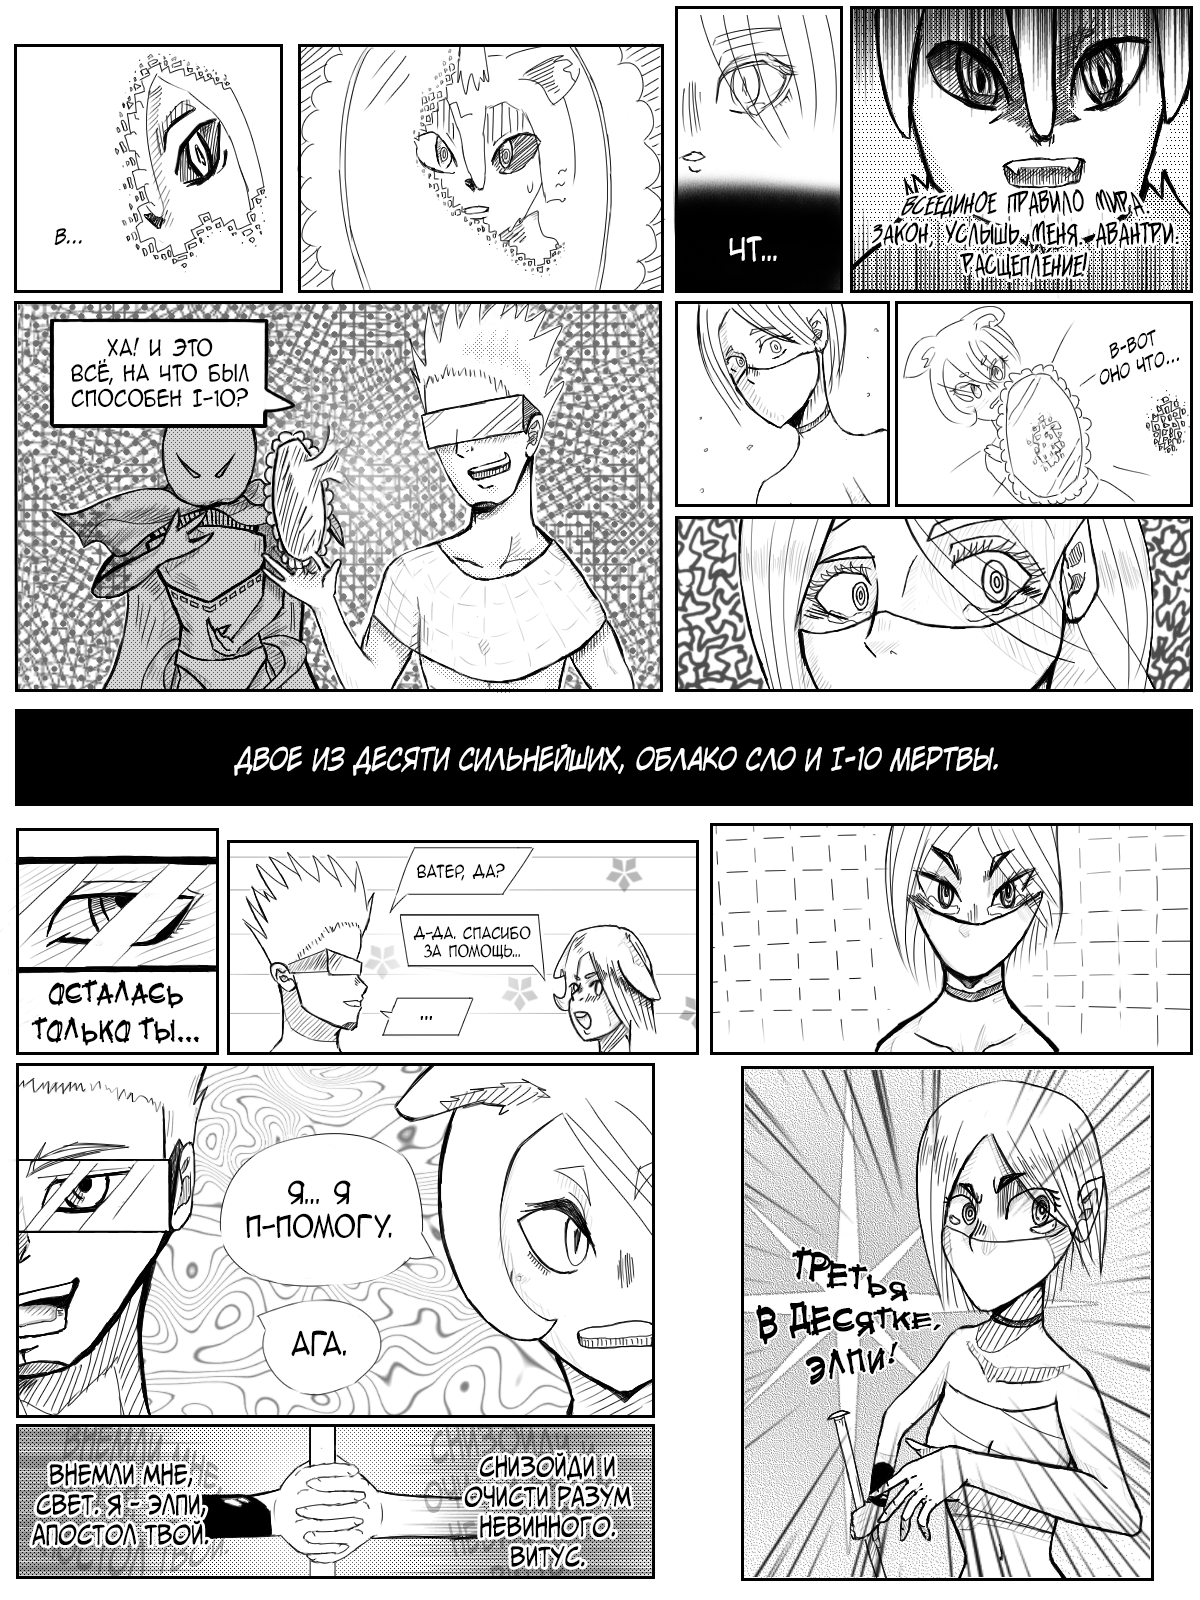 В...
ЧТ...
ВСЕЕДИНОЕ ПРАВИЛО МИРА,
ЗАКОН, УСЛЫШЬ МЕНЯ. АВАНТРИ.
РАСЩЕПЛЕНИЕ!
ХА! И ЭТО
ВСЁ, НА ЧТО БЫЛ
СПОСОБЕН I-10?
В-ВОТ
ОНО ЧТО...
ДВОЕ ИЗ ДЕСЯТИ СИЛЬНЕЙШИХ, ОБЛАКО СЛО И I-10 МЕРТВЫ.
ОСТАЛАСЬ
ТОЛЬКО ТЫ...
ВАТЕР, ДА?
Д-ДА. СПАСИБО
ЗА ПОМОЩЬ...
...
Я... Я
П-ПОМОГУ.
АГА.
ТРЕТЬЯ
В ДЕСЯТКЕ,
ЭЛПИ!
ВНЕМЛИ МНЕ,
СВЕТ. Я - ЭЛПИ,
АПОСТОЛ ТВОЙ.
СНИЗОЙДИ И
ОЧИСТИ РАЗУМ
НЕВИННОГО.
ВИТУС.